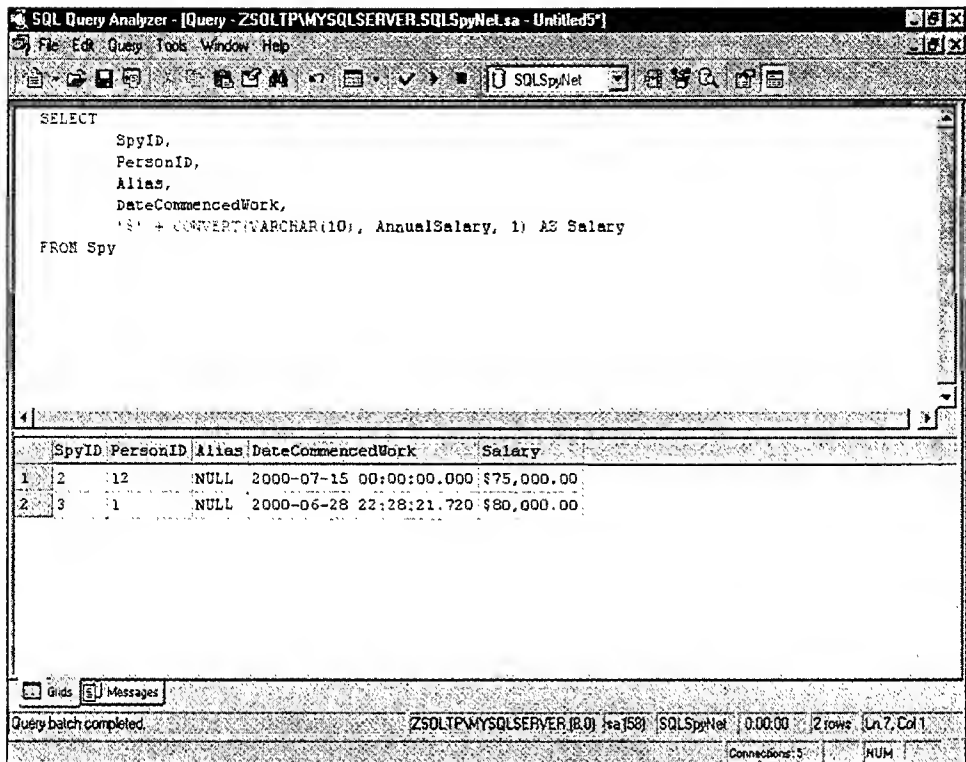 SQL Query Analyzer - [Query - ZSOLTP\MYSQLSERVER.SQLSpyNet.sa - Untitled5*]
File Edit Query Tools Window Help
SQLSpyNet
SELECT
SpyID,
PersonID,
Alias,
DateCommencedWork,
'$' + CONVERT(VARCHAR(10), AnnualSalary, 1) AS Salary
FROM Spy
SpyID PersonID Alias DateCommencedWork Salary
1 2 12 NULL 2000-07-15 00:00:00.000 $75,000.00
2 3 1 NULL 2000-06-28 22:28:21.720 $80,000.00
Grids Messages
Query batch completed. ZSOLTP\MYSQLSERVER (8.0) sa (58) SQLSpyNet 0:00:00 2 rows Ln 7, Col 1
Connections: 5 NUM